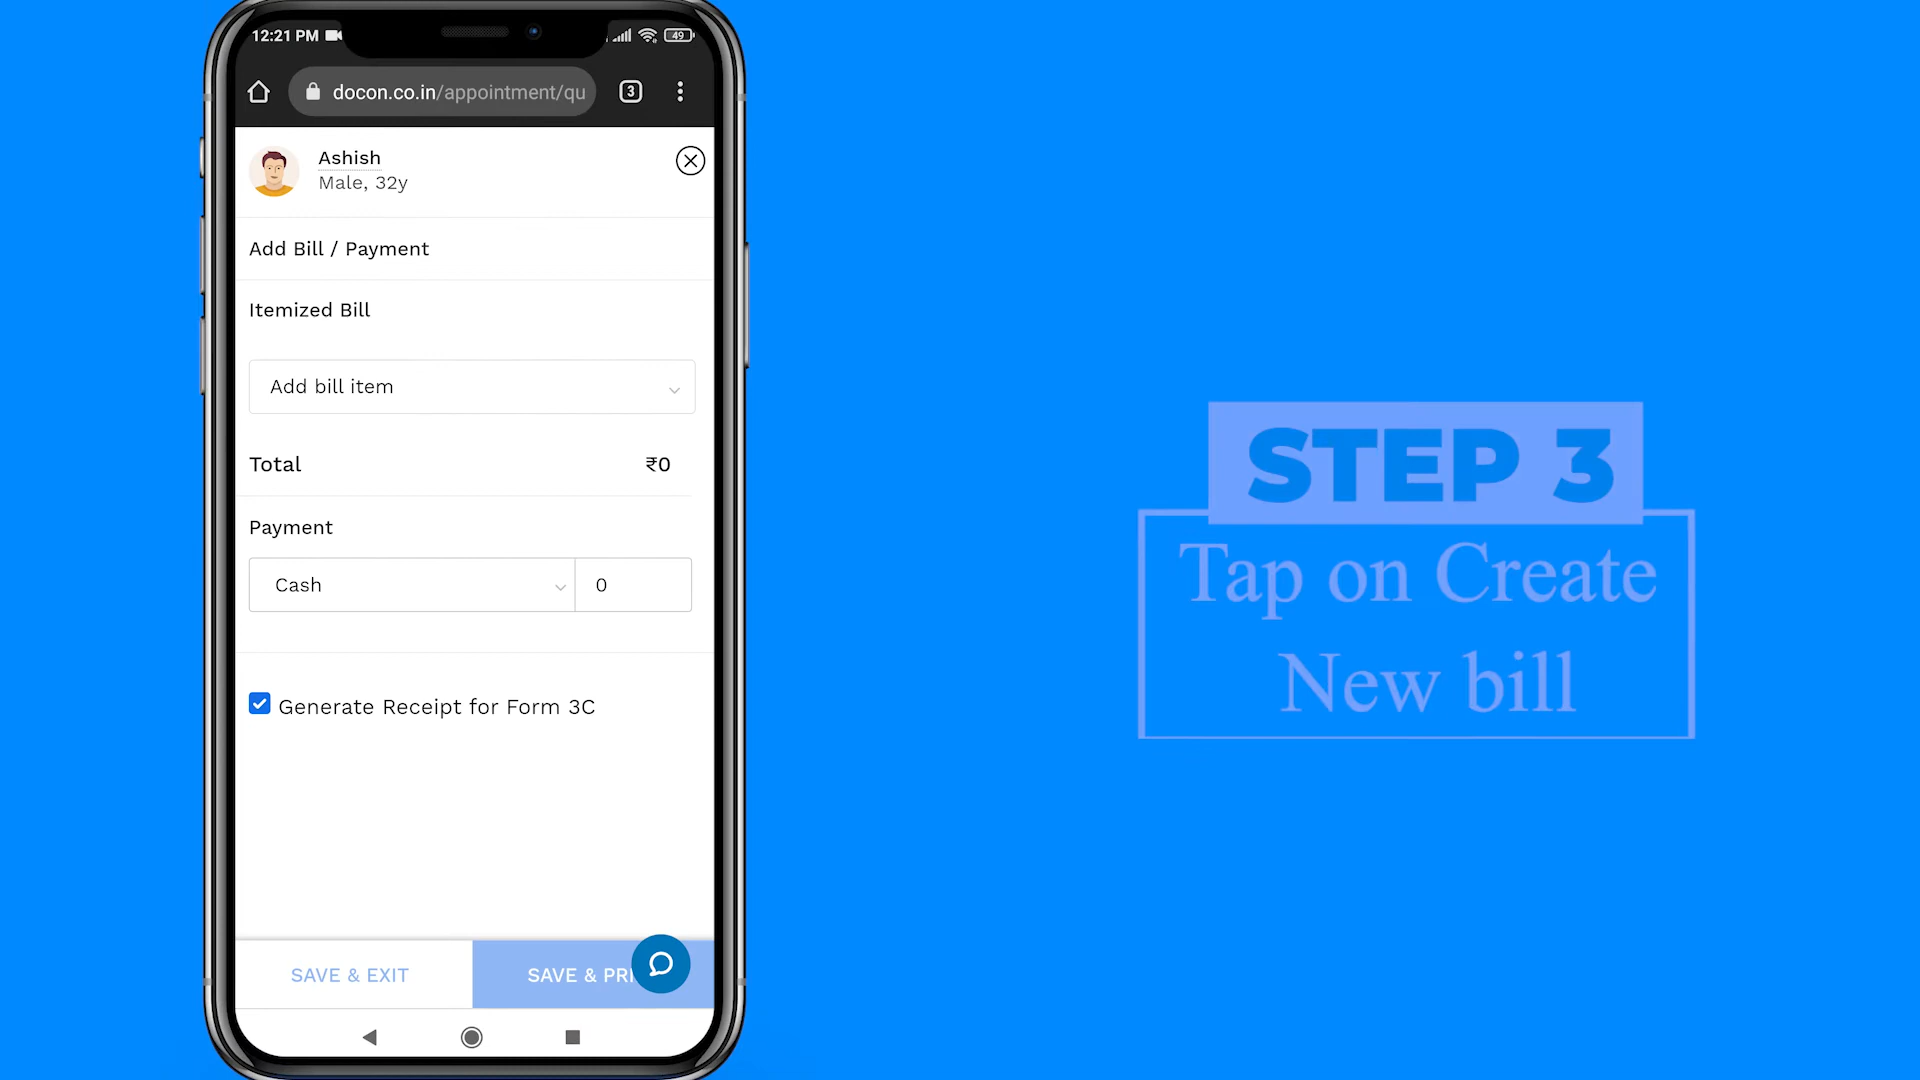 12:21 PM
49
docon.co.in/appointment/qu
3
Ashish
Male, 32y
Add Bill / Payment
Itemized Bill
Add bill item
Total ₹0
Payment
Cash 0
Generate Receipt for Form 3C
SAVE & EXIT
SAVE & PRI
STEP 3
Tap on Create
New bill